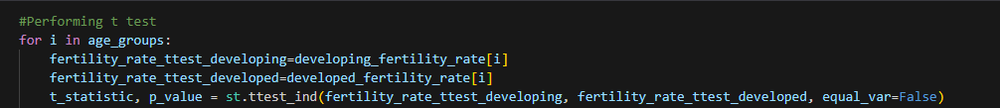 #Performing t test
for i in age_groups:
fertility_rate_ttest_developing=developing_fertility_rate[i]
fertility_rate_ttest_developed=developed_fertility_rate[i]
t_statistic, p_value = st.ttest_ind(fertility_rate_ttest_developing, fertility_rate_ttest_developed, equal_var=False)